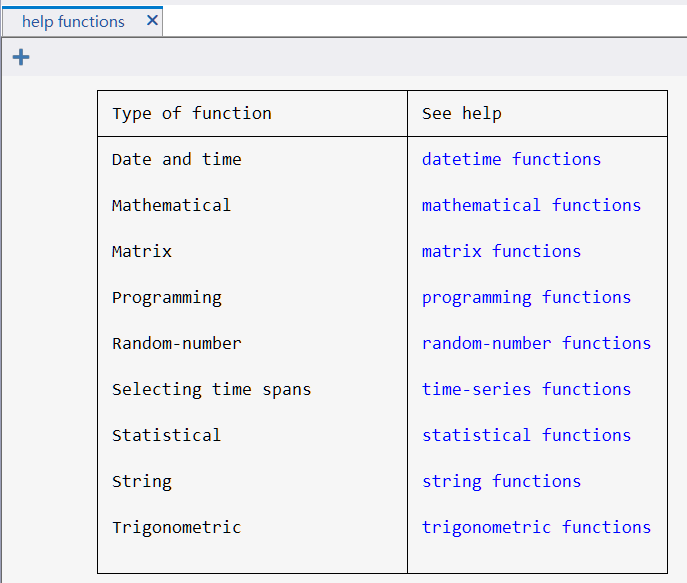 help functions
Type of function See help
Date and time datetime functions
Mathematical mathematical functions
Matrix matrix functions
Programming programming functions
Random-number random-number functions
Selecting time spans time-series functions
Statistical statistical functions
String string functions
Trigonometric trigonometric functions